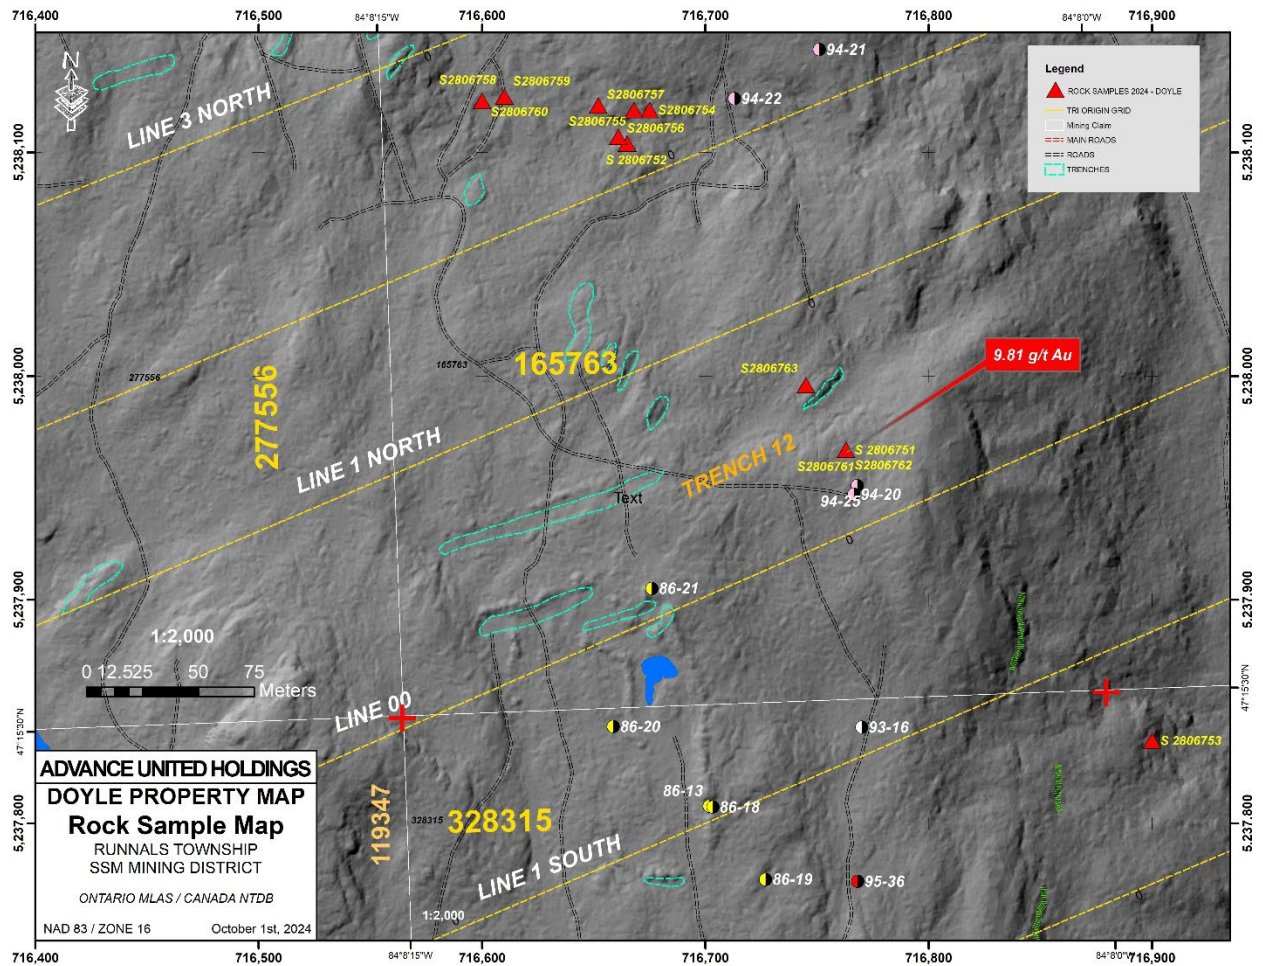 716,400
716,500
84°8'15"W
716,600
716,700
716,800
84°8'0"W
716,900
N
LINE 3 NORTH
0
S2806758
S2806759
S2806760
S2806757
S2806754
S2806755
S2806756
S 2806752
0
94-21
94-22
Legend
ROCK SAMPLES 2024 - DOYLE
TRI ORIGIN GRID
Mining Claim
MAIN ROADS
ROADS
TRENCHES
5,238,100
5,238,100
0
9.81 g/t Au
165763
165763
277556
277556
S2806763
5,238,000
5,238,000
LINE 1 NORTH
TRENCH 12
S 2806751
S2806761
S2806762
94-20
94-25
Text
0
86-21
5,237,900
5,237,900
1:2,000
0 12.525 50 75
Meters
LINE 00
86-20
93-16
47°15'30"N
47°15'30"N
S 2806753
86-13
86-18
5,237,800
5,237,800
119347
328315
328315
LINE 1 SOUTH
86-19
95-36
1:2,000
0
ADVANCE UNITED HOLDINGS
DOYLE PROPERTY MAP
Rock Sample Map
RUNNALS TOWNSHIP
SSM MINING DISTRICT
ONTARIO MLAS / CANADA NTDB
NAD 83 / ZONE 16 October 1st, 2024
716,400
716,500
84°8'15"W
716,600
716,700
716,800
84°8'0"W
716,900